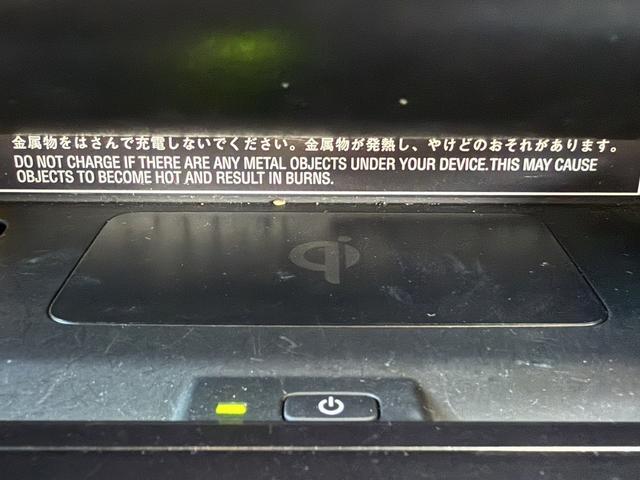 金属物をはさんで充電しないでください。金属物が発熱し、やけどのおそれがあります。
DO NOT CHARGE IF THERE ARE ANY METAL OBJECTS UNDER YOUR DEVICE.THIS MAY CAUSE
OBJECTS TO BECOME HOT AND RESULT IN BURNS.
qi